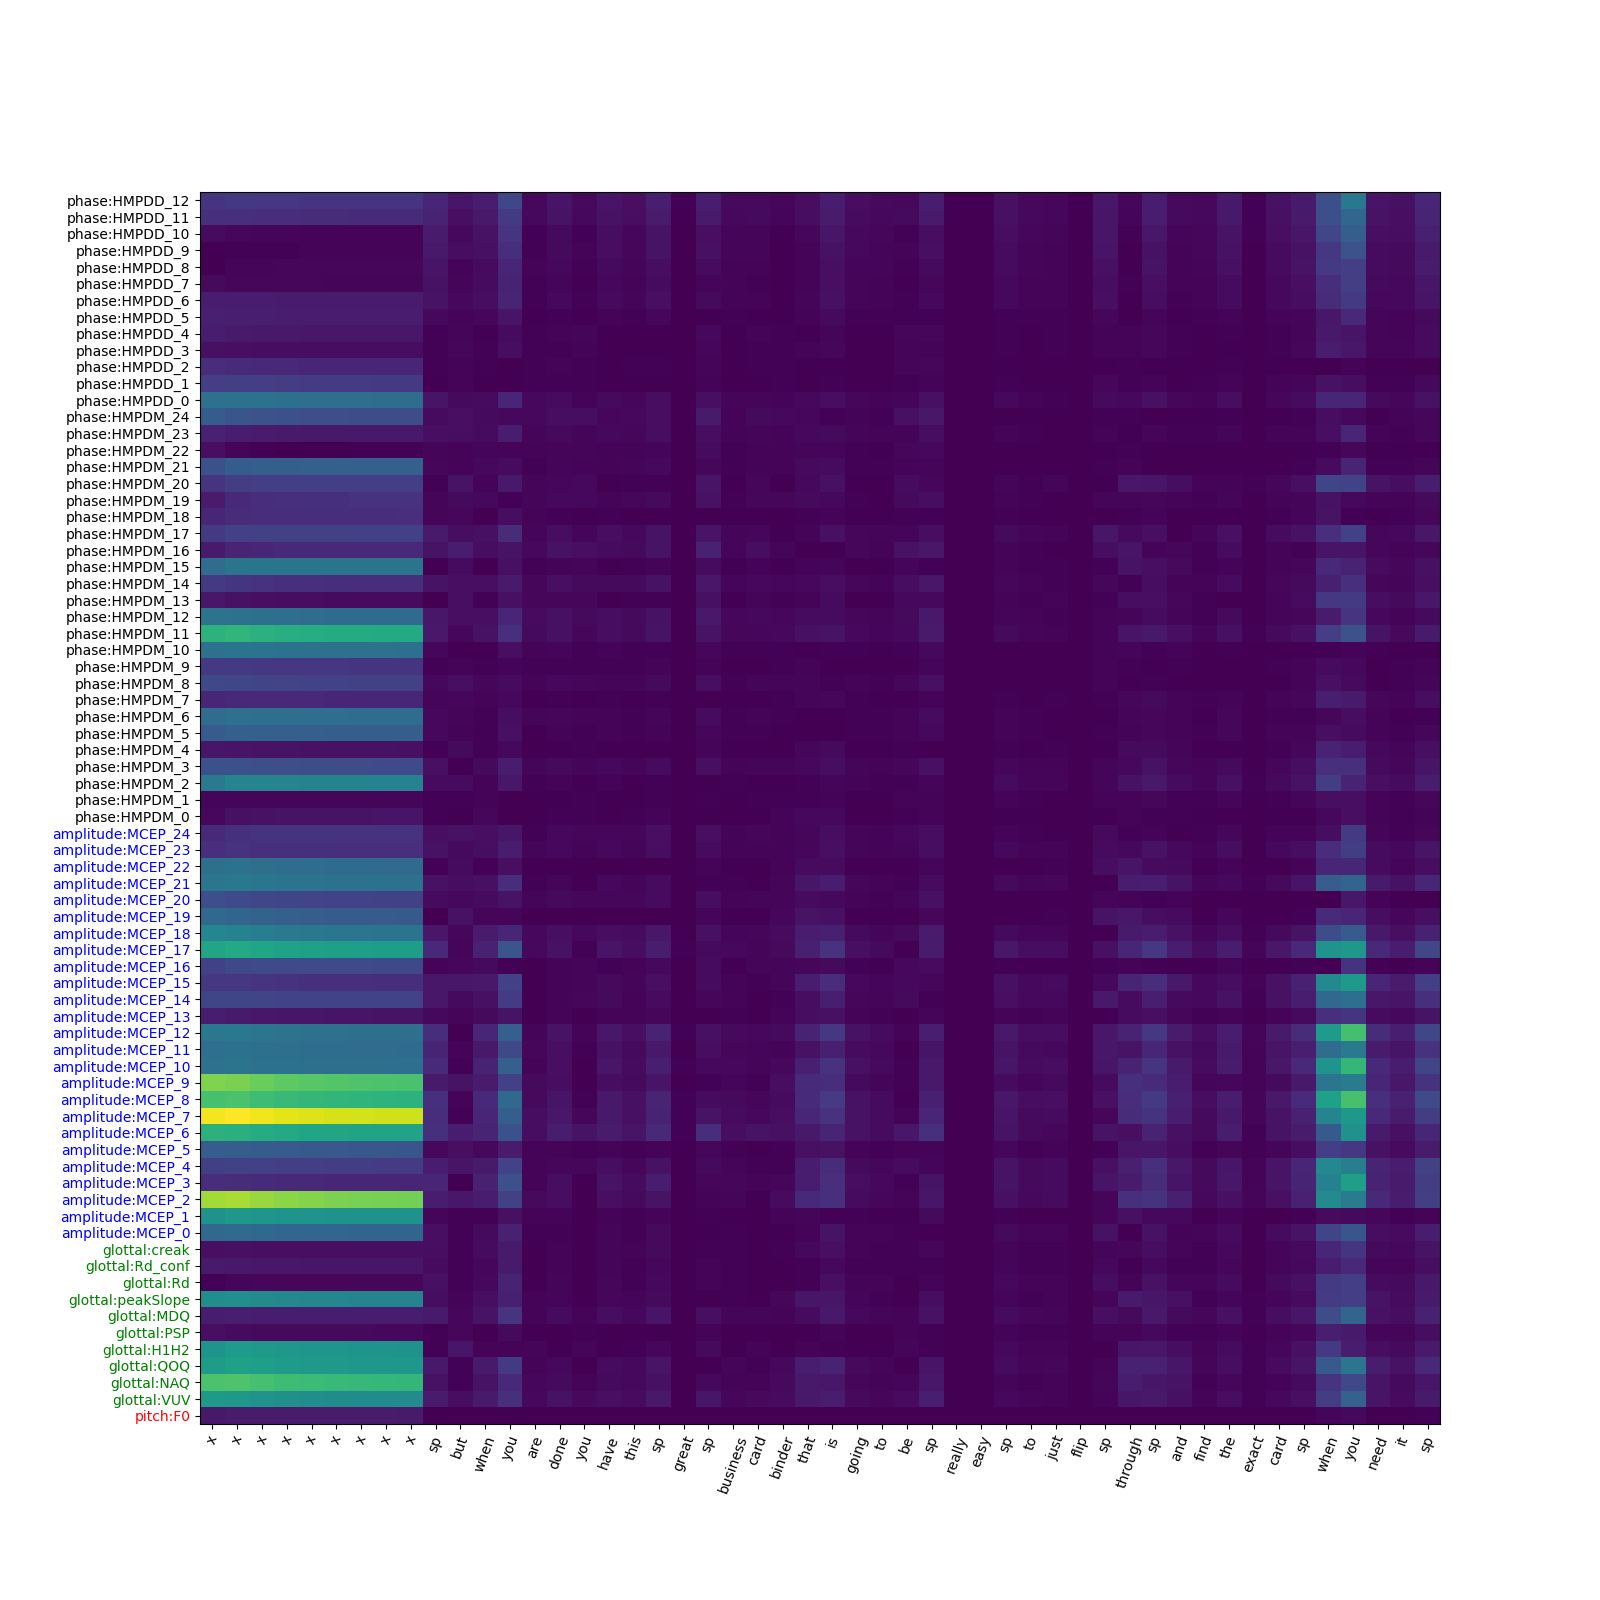 phase:HMPDD_12
phase:HMPDD_11
phase:HMPDD_10
phase:HMPDD_9
phase:HMPDD_8
phase:HMPDD_7
phase:HMPDD_6
phase:HMPDD_5
phase:HMPDD_4
phase:HMPDD_3
phase:HMPDD_2
phase:HMPDD_1
phase:HMPDD_0
phase:HMPDM_24
phase:HMPDM_23
phase:HMPDM_22
phase:HMPDM_21
phase:HMPDM_20
phase:HMPDM_19
phase:HMPDM_18
phase:HMPDM_17
phase:HMPDM_16
phase:HMPDM_15
phase:HMPDM_14
phase:HMPDM_13
phase:HMPDM_12
phase:HMPDM_11
phase:HMPDM_10
phase:HMPDM_9
phase:HMPDM_8
phase:HMPDM_7
phase:HMPDM_6
phase:HMPDM_5
phase:HMPDM_4
phase:HMPDM_3
phase:HMPDM_2
phase:HMPDM_1
phase:HMPDM_0
amplitude:MCEP_24
amplitude:MCEP_23
amplitude:MCEP_22
amplitude:MCEP_21
amplitude:MCEP_20
amplitude:MCEP_19
amplitude:MCEP_18
amplitude:MCEP_17
amplitude:MCEP_16
amplitude:MCEP_15
amplitude:MCEP_14
amplitude:MCEP_13
amplitude:MCEP_12
amplitude:MCEP_11
amplitude:MCEP_10
amplitude:MCEP_9
amplitude:MCEP_8
amplitude:MCEP_7
amplitude:MCEP_6
amplitude:MCEP_5
amplitude:MCEP_4
amplitude:MCEP_3
amplitude:MCEP_2
amplitude:MCEP_1
amplitude:MCEP_0
glottal:creak
glottal:Rd_conf
glottal:Rd
glottal:peakSlope
glottal:MDQ
glottal:PSP
glottal:H1H2
glottal:QOQ
glottal:NAQ
glottal:VUV
pitch:F0
x x x x x x x x x sp but when you are done you have this sp great sp business card binder that is going to be sp really easy sp to just flip sp through sp and find the exact card sp when you need it sp